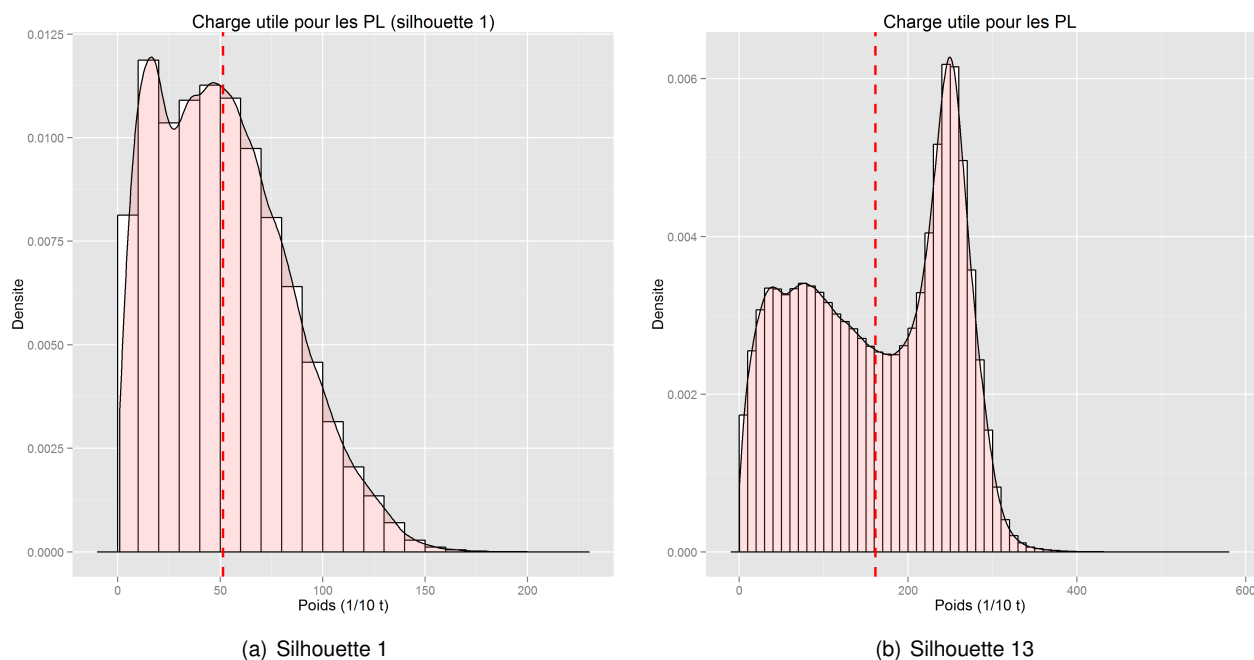 Charge utile pour les PL (silhouette 1)
Densite
0.0125
0.0100
0.0075
0.0050
0.0025
0.0000
0
50
100
150
200
Poids (1/10 t)
(a) Silhouette 1
Charge utile pour les PL
Densite
0.006
0.004
0.002
0.000
0
200
400
600
Poids (1/10 t)
(b) Silhouette 13